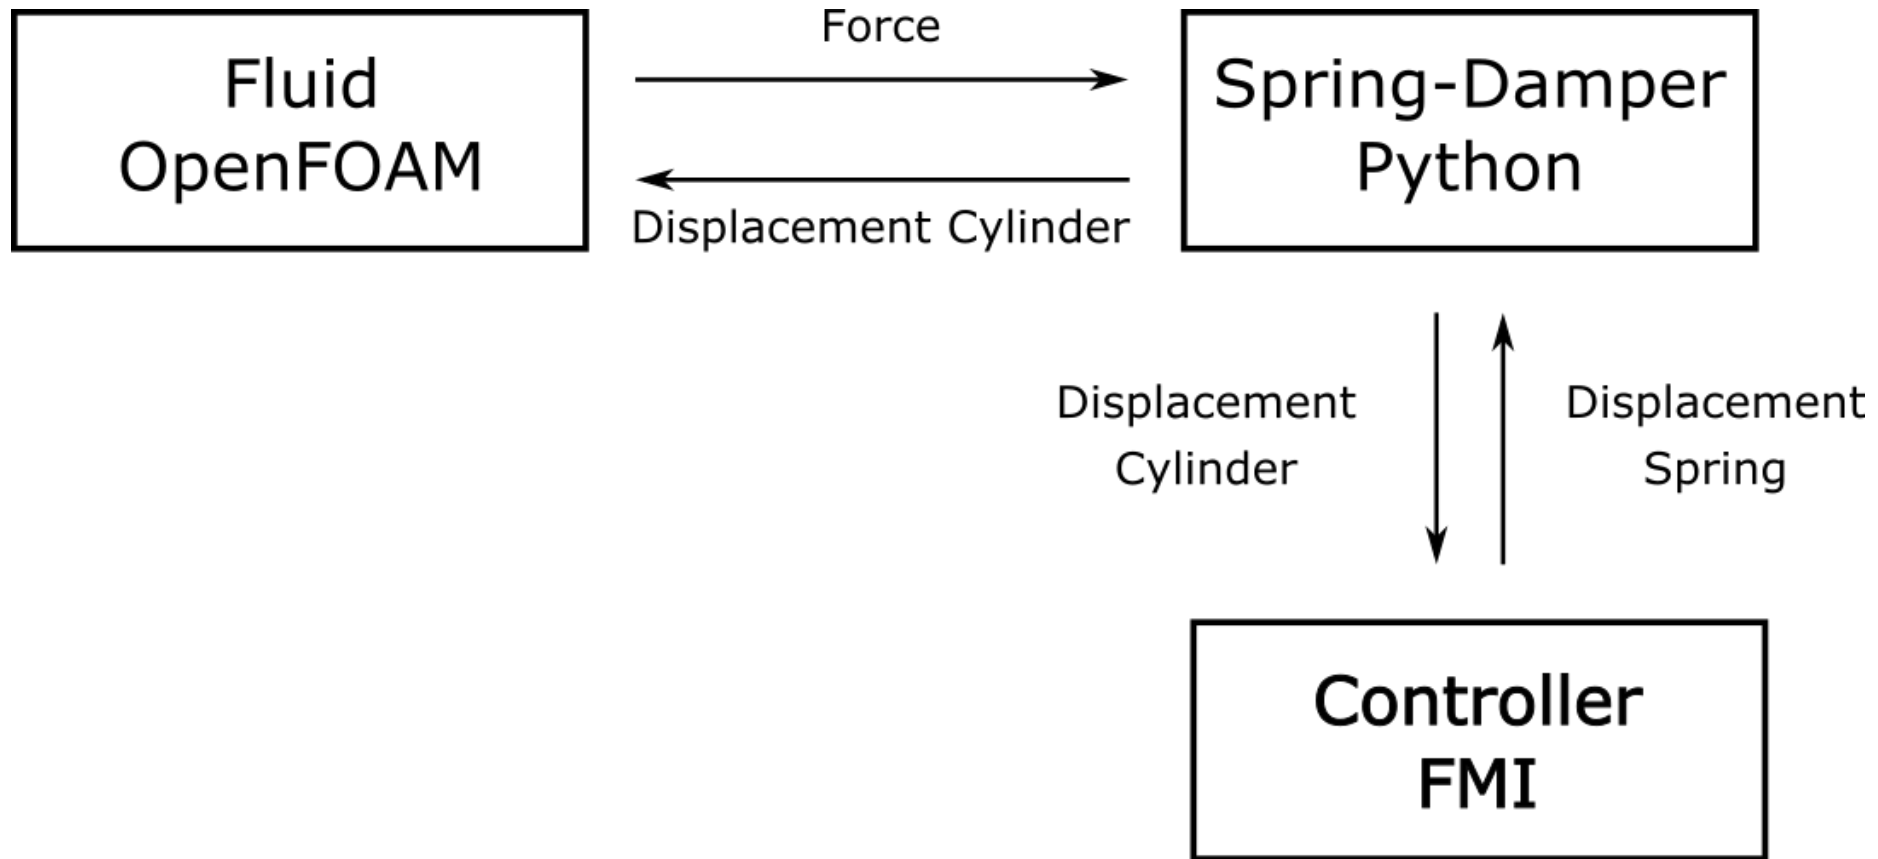 Force
Fluid
OpenFOAM
Spring-Damper
Python
Displacement Cylinder
Displacement
Cylinder
Displacement
Spring
Controller
FMI